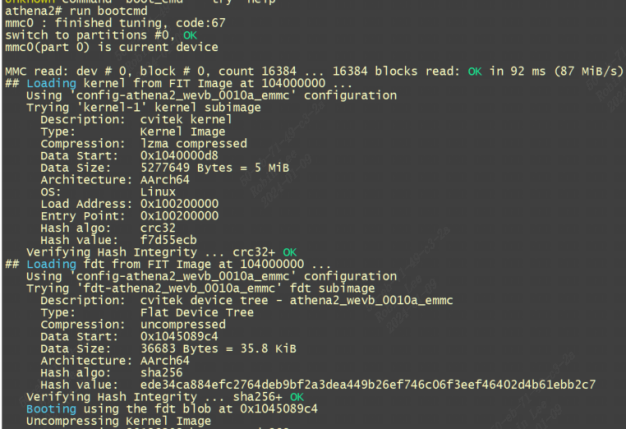 Unknown command 'boot_cmd' - try 'help'
athena2# run bootcmd
mmc0 : finished tuning, code:67
switch to partitions #0, OK
mmc0(part 0) is current device
MMC read: dev # 0, block # 0, count 16384 ... 16384 blocks read: OK in 92 ms (87 MiB/s)
## Loading kernel from FIT Image at 104000000 ...
Using 'config-athena2_wevb_0010a_emmc' configuration
Trying 'kernel-1' kernel subimage
Description: cvitek kernel
Type: Kernel Image
Compression: lzma compressed
Data Start: 0x1040000d8
Data Size: 5277649 Bytes = 5 MiB
Architecture: AArch64
OS: Linux
Load Address: 0x100200000
Entry Point: 0x100200000
Hash algo: crc32
Hash value: f7d55ecb
Verifying Hash Integrity ... crc32+ OK
## Loading fdt from FIT Image at 104000000 ...
Using 'config-athena2_wevb_0010a_emmc' configuration
Trying 'fdt-athena2_wevb_0010a_emmc' fdt subimage
Description: cvitek device tree - athena2_wevb_0010a_emmc
Type: Flat Device Tree
Compression: uncompressed
Data Start: 0x1045089c4
Data Size: 36683 Bytes = 35.8 KiB
Architecture: AArch64
Hash algo: sha256
Hash value: ede34ca884efc2764deb9bf2a3dea449b26ef746c06f3eef46402d4b61ebb2c7
Verifying Hash Integrity ... sha256+ OK
Booting using the fdt blob at 0x1045089c4
Uncompressing Kernel Image